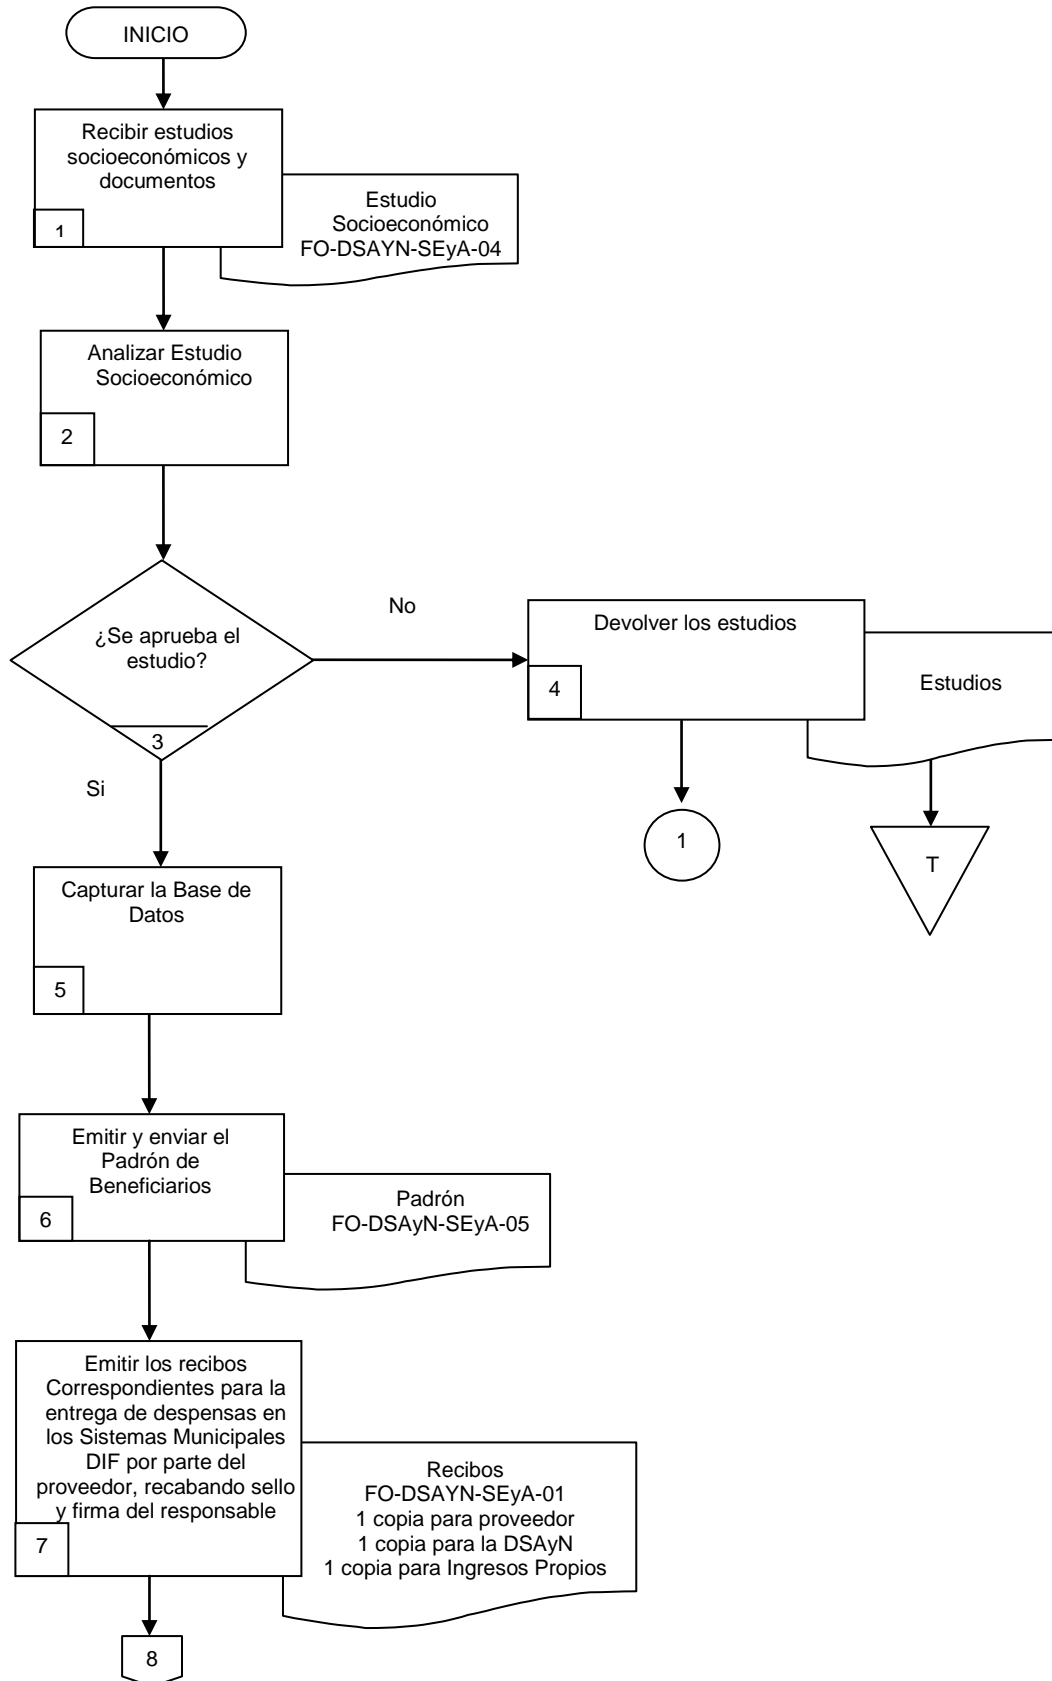 INICIO
Recibir estudios
socioeconómicos y
documentos
1
Estudio
Socioeconómico
FO-DSAYN-SEyA-04
Analizar Estudio
Socioeconómico
2
¿Se aprueba el
estudio?
3
No
Devolver los estudios
4
Estudios
1
T
Si
Capturar la Base de
Datos
5
Emitir y enviar el
Padrón de
Beneficiarios
6
Padrón
FO-DSAyN-SEyA-05
Emitir los recibos
Correspondientes para la
entrega de despensas en
los Sistemas Municipales
DIF por parte del
proveedor, recabando sello
y firma del responsable
7
Recibos
FO-DSAYN-SEyA-01
1 copia para proveedor
1 copia para la DSAyN
1 copia para Ingresos Propios
8